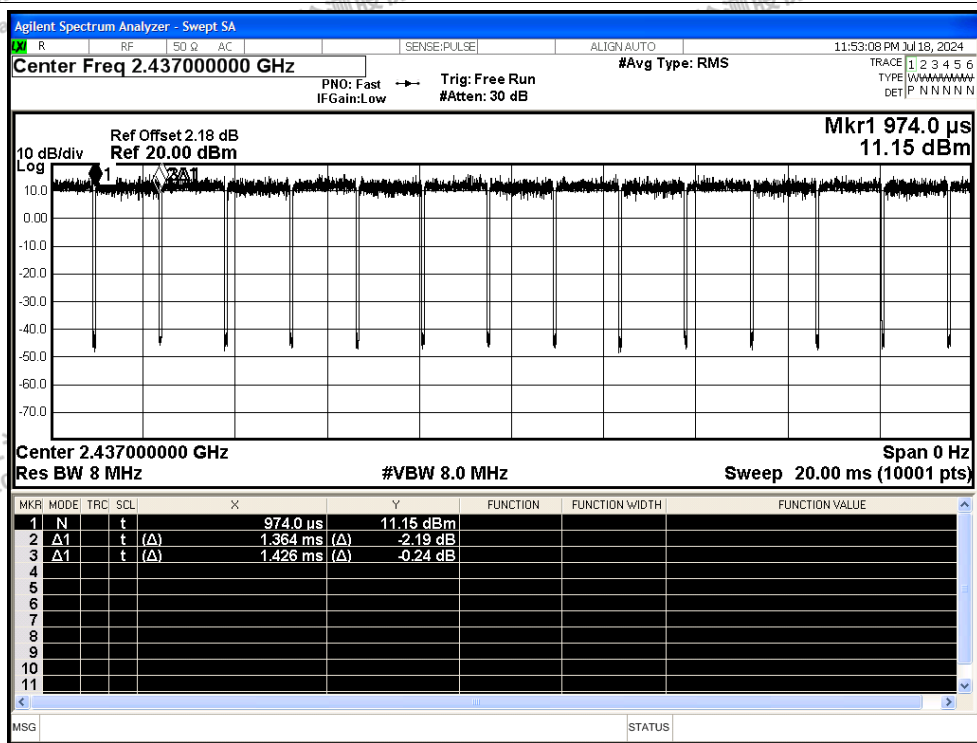 Agilent Spectrum Analyzer - Swept SA
LXI R RF 50 Ω AC SENSE:PULSE ALIGN AUTO 11:53:08 PM Jul 18, 2024
Center Freq 2.437000000 GHz #Avg Type: RMS TRACE 1 2 3 4 5 6
PNO: Fast Trig: Free Run TYPE WWWWWW
IFGain:Low #Atten: 30 dB DET P N N N N N
Mkr1 974.0 µs
Ref Offset 2.18 dB
10 dB/div Ref 20.00 dBm 11.15 dBm
Log
1 3Δ1
10.0
0.00
-10.0
-20.0
-30.0
-40.0
-50.0
-60.0
-70.0
Center 2.437000000 GHz Span 0 Hz
Res BW 8 MHz #VBW 8.0 MHz Sweep 20.00 ms (10001 pts)
MKR MODE TRC SCL X Y FUNCTION FUNCTION WIDTH FUNCTION VALUE
1 N t 974.0 µs 11.15 dBm
2 Δ1 t (Δ) 1.364 ms (Δ) -2.19 dB
3 Δ1 t (Δ) 1.426 ms (Δ) -0.24 dB
4
5
6
7
8
9
10
11
MSG STATUS